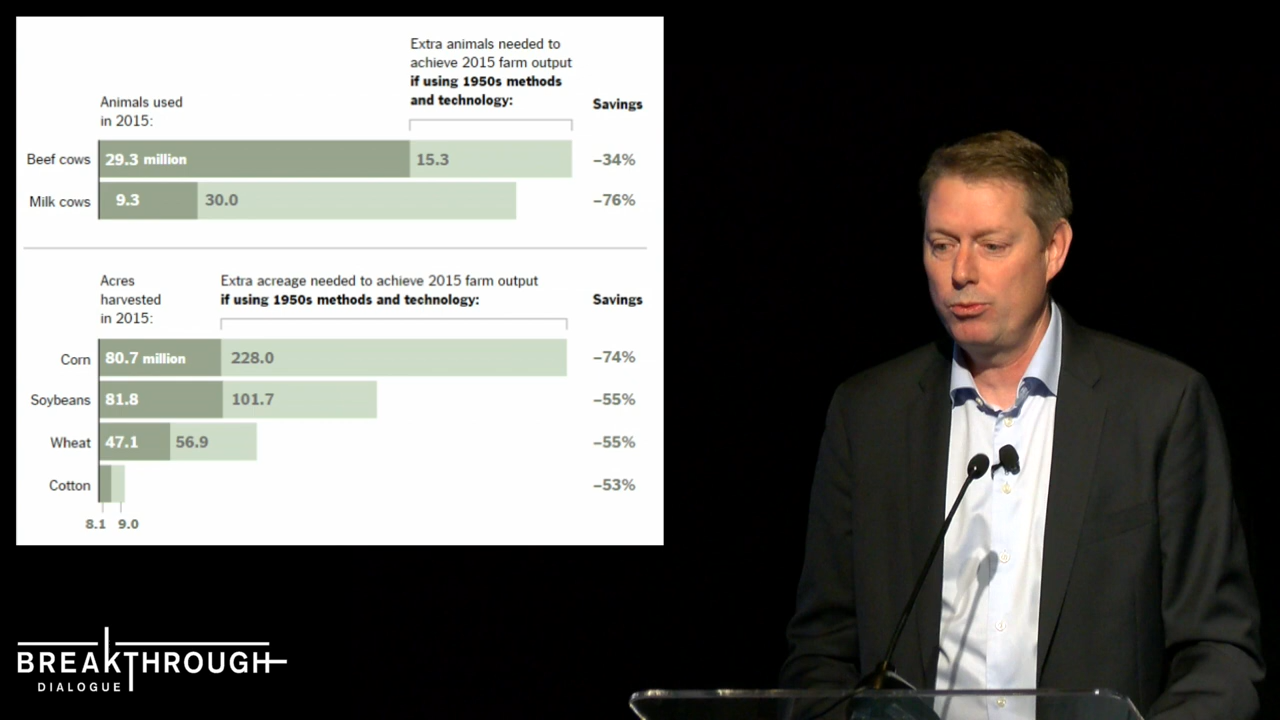 Extra animals needed to
achieve 2015 farm output
if using 1950s methods
and technology:
Savings
Animals used
in 2015:
Beef cows 29.3 million 15.3 –34%
Milk cows 9.3 30.0 –76%
Acres
harvested
in 2015:
Extra acreage needed to achieve 2015 farm output
if using 1950s methods and technology:
Savings
Corn 80.7 million 228.0 –74%
Soybeans 81.8 101.7 –55%
Wheat 47.1 56.9 –55%
Cotton –53%
8.1 9.0
BREAKTHROUGH
DIALOGUE